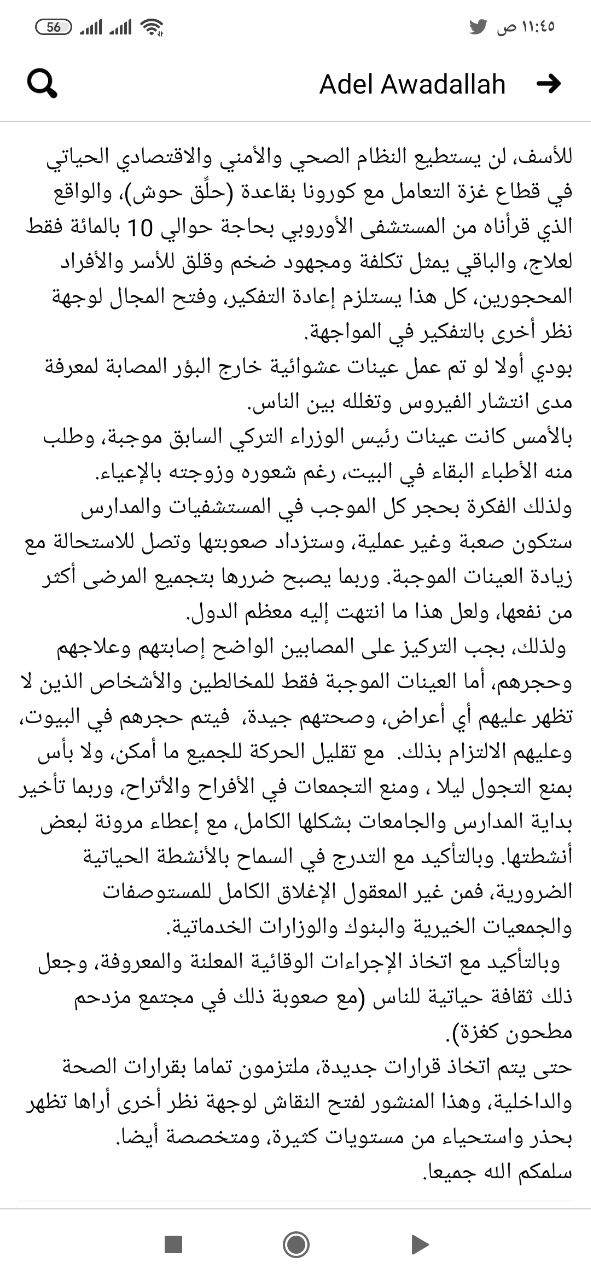 56
١١:٤٥ ص
Adel Awadallah
للأسف، لن يستطيع النظام الصحي والأمني والاقتصادي الحياتي
في قطاع غزة التعامل مع كورونا بقاعدة (حلَّق حوش)، والواقع
الذي قرأناه من المستشفى الأوروبي بحاجة حوالي 10 بالمائة فقط
لعلاج، والباقي يمثل تكلفة ومجهود ضخم وقلق للأسر والأفراد
المحجورين، كل هذا يستلزم إعادة التفكير، وفتح المجال لوجهة
نظر أخرى بالتفكير في المواجهة.
بودي أولا لو تم عمل عينات عشوائية خارج البؤر المصابة لمعرفة
مدى انتشار الفيروس وتغلله بين الناس.
بالأمس كانت عينات رئيس الوزراء التركي السابق موجبة، وطلب
منه الأطباء البقاء في البيت، رغم شعوره وزوجته بالإعياء.
ولذلك الفكرة بحجر كل الموجب في المستشفيات والمدارس
ستكون صعبة وغير عملية، وستزداد صعوبتها وتصل للاستحالة مع
زيادة العينات الموجبة. وربما يصبح ضررها بتجميع المرضى أكثر
من نفعها، ولعل هذا ما انتهت إليه معظم الدول.
ولذلك، يجب التركيز على المصابين الواضح إصابتهم وعلاجهم
وحجرهم، أما العينات الموجبة فقط للمخالطين والأشخاص الذين لا
تظهر عليهم أي أعراض، وصحتهم جيدة،  فيتم حجرهم في البيوت،
وعليهم الالتزام بذلك.  مع تقليل الحركة للجميع ما أمكن، ولا بأس
بمنع التجول ليلا ، ومنع التجمعات في الأفراح والأتراح، وربما تأخير
بداية المدارس والجامعات بشكلها الكامل، مع إعطاء مرونة لبعض
أنشطتها. وبالتأكيد مع التدرج في السماح بالأنشطة الحياتية
الضرورية، فمن غير المعقول الإغلاق الكامل للمستوصفات
والجمعيات الخيرية والبنوك والوزارات الخدماتية.
وبالتأكيد مع اتخاذ الإجراءات الوقائية المعلنة والمعروفة، وجعل
ذلك ثقافة حياتية للناس (مع صعوبة ذلك في مجتمع مزدحم
مطحون كغزة).
حتى يتم اتخاذ قرارات جديدة، ملتزمون تماما بقرارات الصحة
والداخلية، وهذا المنشور لفتح النقاش لوجهة نظر أخرى أراها تظهر
بحذر واستحياء من مستويات كثيرة، ومتخصصة أيضا.
سلمكم الله جميعا.